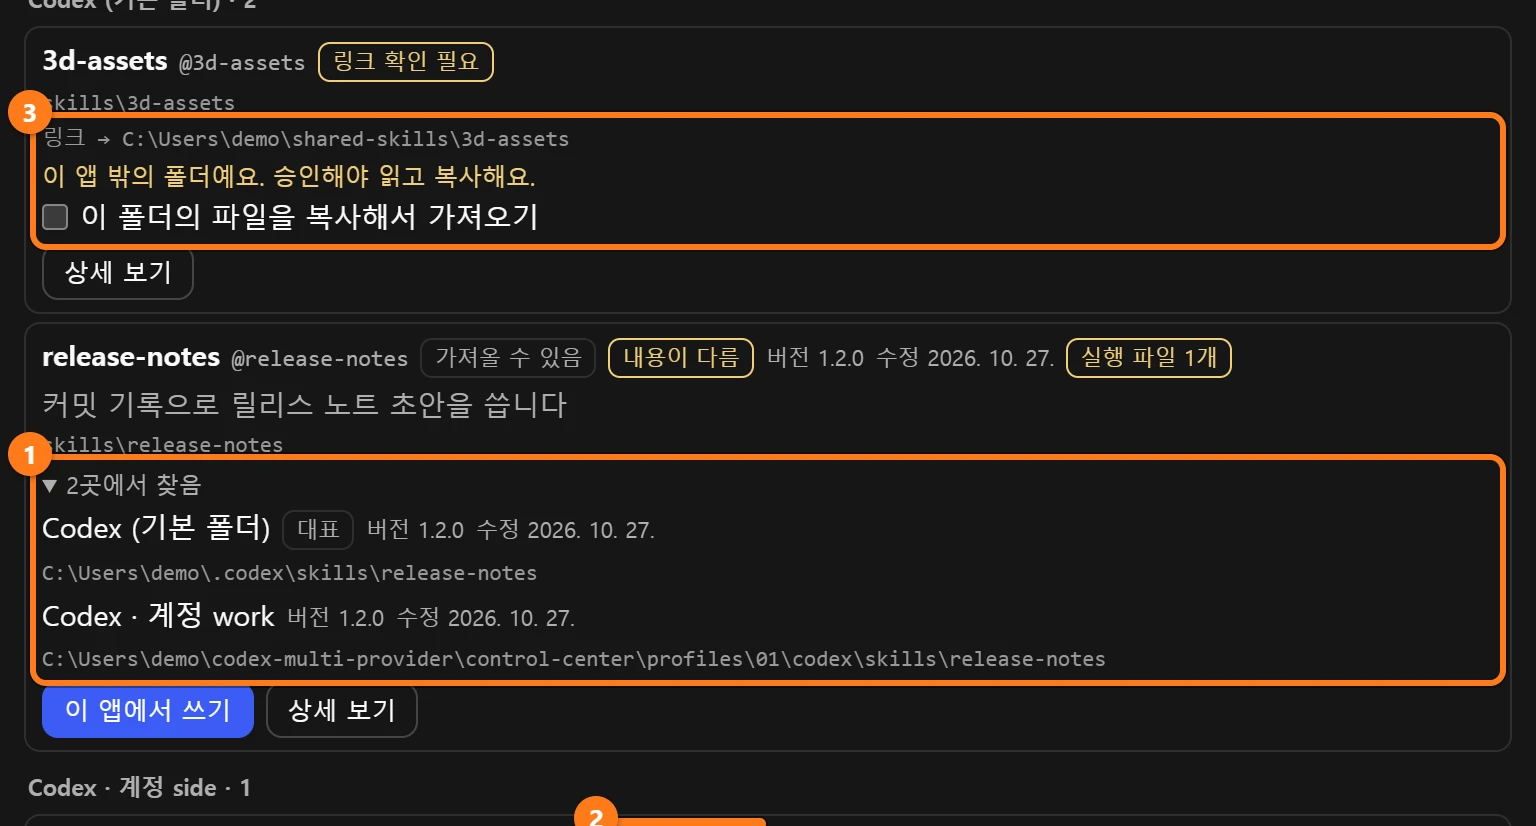 Codex (기본 폴더) · 2
3d-assets @3d-assets 링크 확인 필요
3
skills\3d-assets
링크 → C:\Users\demo\shared-skills\3d-assets
이 앱 밖의 폴더예요. 승인해야 읽고 복사해요.
이 폴더의 파일을 복사해서 가져오기
상세 보기
release-notes @release-notes 가져올 수 있음 내용이 다름 버전 1.2.0 수정 2026. 10. 27. 실행 파일 1개
커밋 기록으로 릴리스 노트 초안을 씁니다
1
skills\release-notes
▼ 2곳에서 찾음
Codex (기본 폴더) 대표 버전 1.2.0 수정 2026. 10. 27.
C:\Users\demo\.codex\skills\release-notes
Codex · 계정 work 버전 1.2.0 수정 2026. 10. 27.
C:\Users\demo\codex-multi-provider\control-center\profiles\01\codex\skills\release-notes
이 앱에서 쓰기 상세 보기
Codex · 계정 side · 1
2